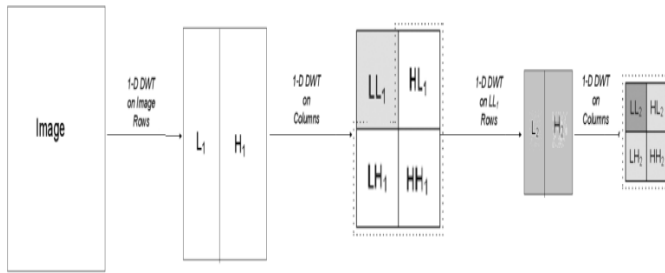 Image
1-D DWT
on Image
Rows
L1
H1
1-D DWT
on
Columns
LL1
HL1
LH1
HH1
1-D DWT
on LL1
Rows
L2
H2
1-D DWT
on
Columns
LL2
HL2
LH2
HH2